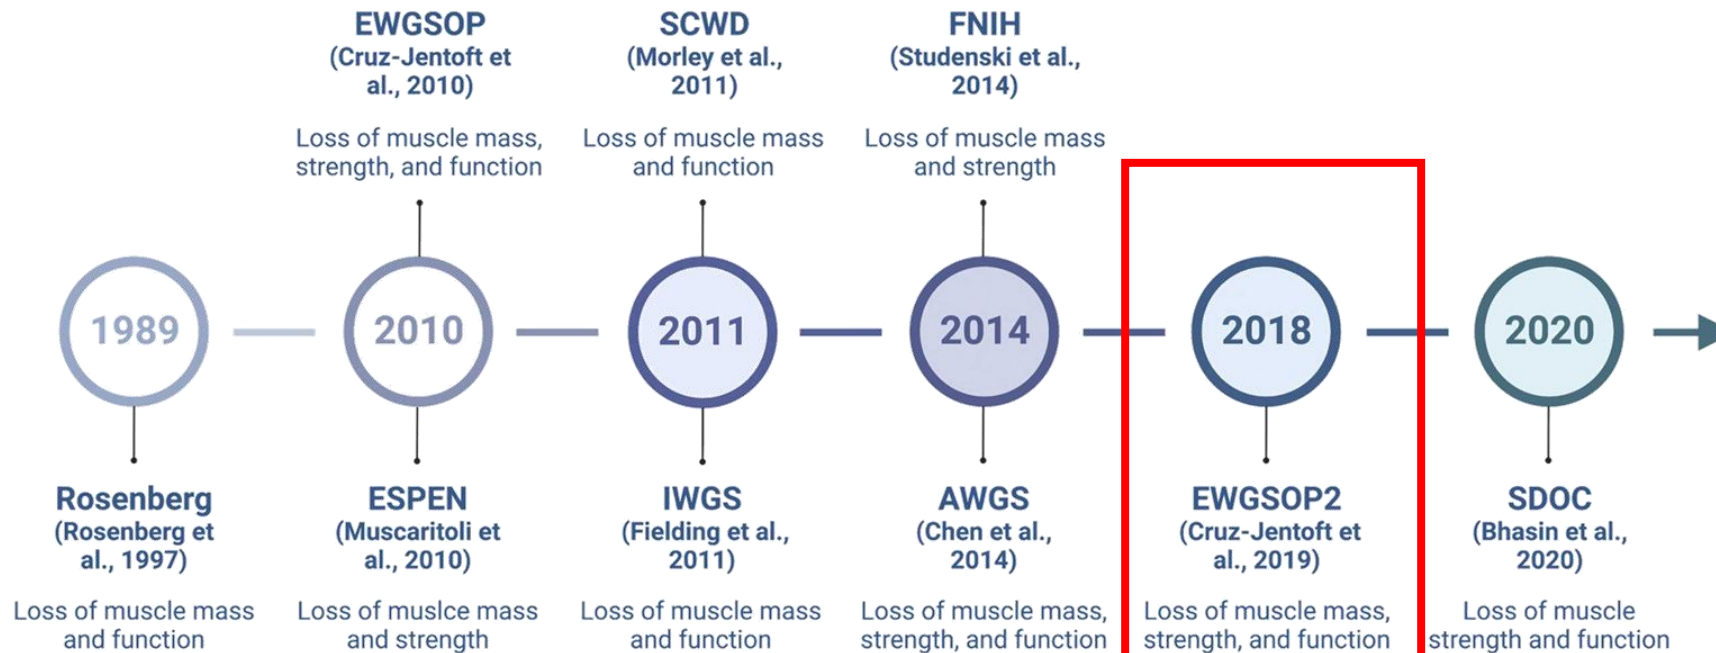 EWGSOP
(Cruz-Jentoft et
al., 2010)
Loss of muscle mass,
strength, and function
SCWD
(Morley et al.,
2011)
Loss of muscle mass
and function
FNIH
(Studenski et al.,
2014)
Loss of muscle mass
and strength
1989
2010
2011
2014
2018
2020
Rosenberg
(Rosenberg et
al., 1997)
Loss of muscle mass
and function
ESPEN
(Muscaritoli et
al., 2010)
Loss of muslce mass
and strength
IWGS
(Fielding et al.,
2011)
Loss of muscle mass
and function
AWGS
(Chen et al.,
2014)
Loss of muscle mass,
strength, and function
EWGSOP2
(Cruz-Jentoft et
al., 2019)
Loss of muscle mass,
strength, and function
SDOC
(Bhasin et al.,
2020)
Loss of muscle
strength and function